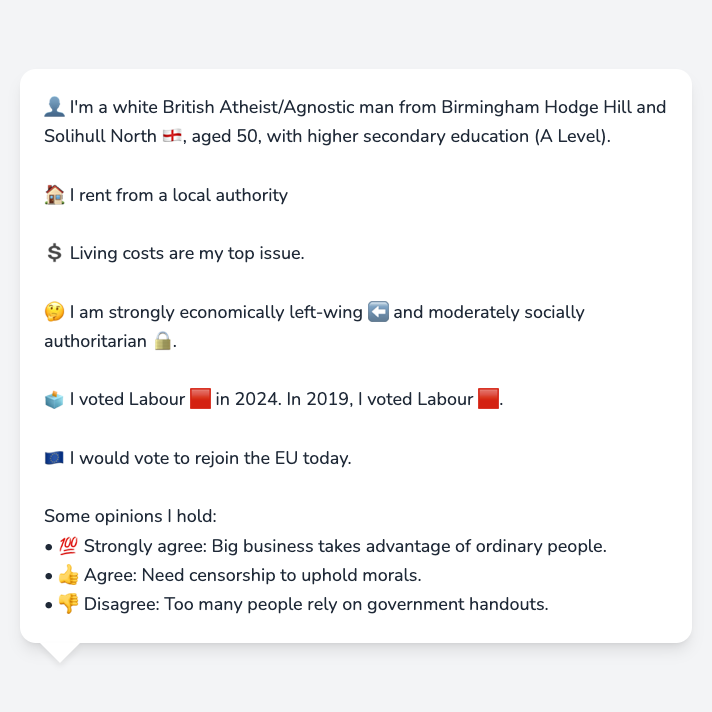 👤 I'm a white British Atheist/Agnostic man from Birmingham Hodge Hill and
Solihull North 🏴󠁧󠁢󠁥󠁮󠁧󠁿, aged 50, with higher secondary education (A Level).
🏠 I rent from a local authority
💲 Living costs are my top issue.
🤔 I am strongly economically left-wing ⬅️ and moderately socially
authoritarian 🔒.
🗳️ I voted Labour 🟥 in 2024. In 2019, I voted Labour 🟥.
🇪🇺 I would vote to rejoin the EU today.
Some opinions I hold:
• 💯 Strongly agree: Big business takes advantage of ordinary people.
• 👍 Agree: Need censorship to uphold morals.
• 👎 Disagree: Too many people rely on government handouts.